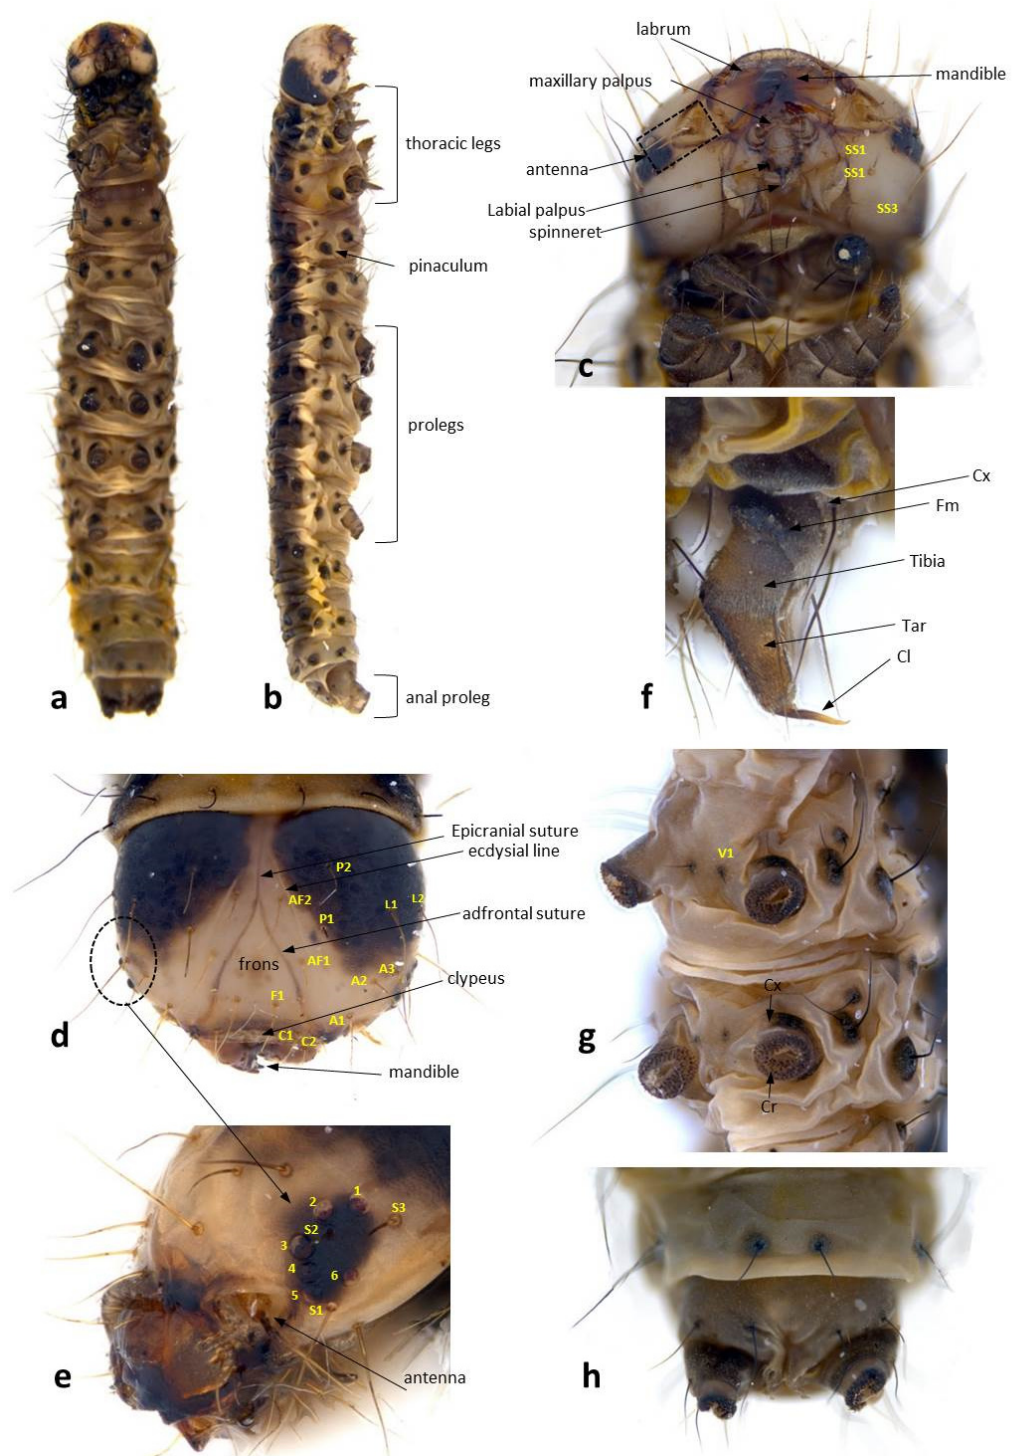 labrum
maxillary palpus
mandible
thoracic legs
SS1
antenna
SS1
Labial palpus
SS3
spinneret
pinaculum
c
prolegs
Cx
Fm
Tibia
Tar
Cl
a
b
anal proleg
f
Epicranial suture
ecdysial line
P2
AF2
L1
L2
P1
adfrontal suture
frons
AF1
A3
A2
clypeus
F1
A1
d
C1
C2
mandible
V1
Cx
g
Cr
1
2
S3
S2
3
4
6
5
S1
e
antenna
h